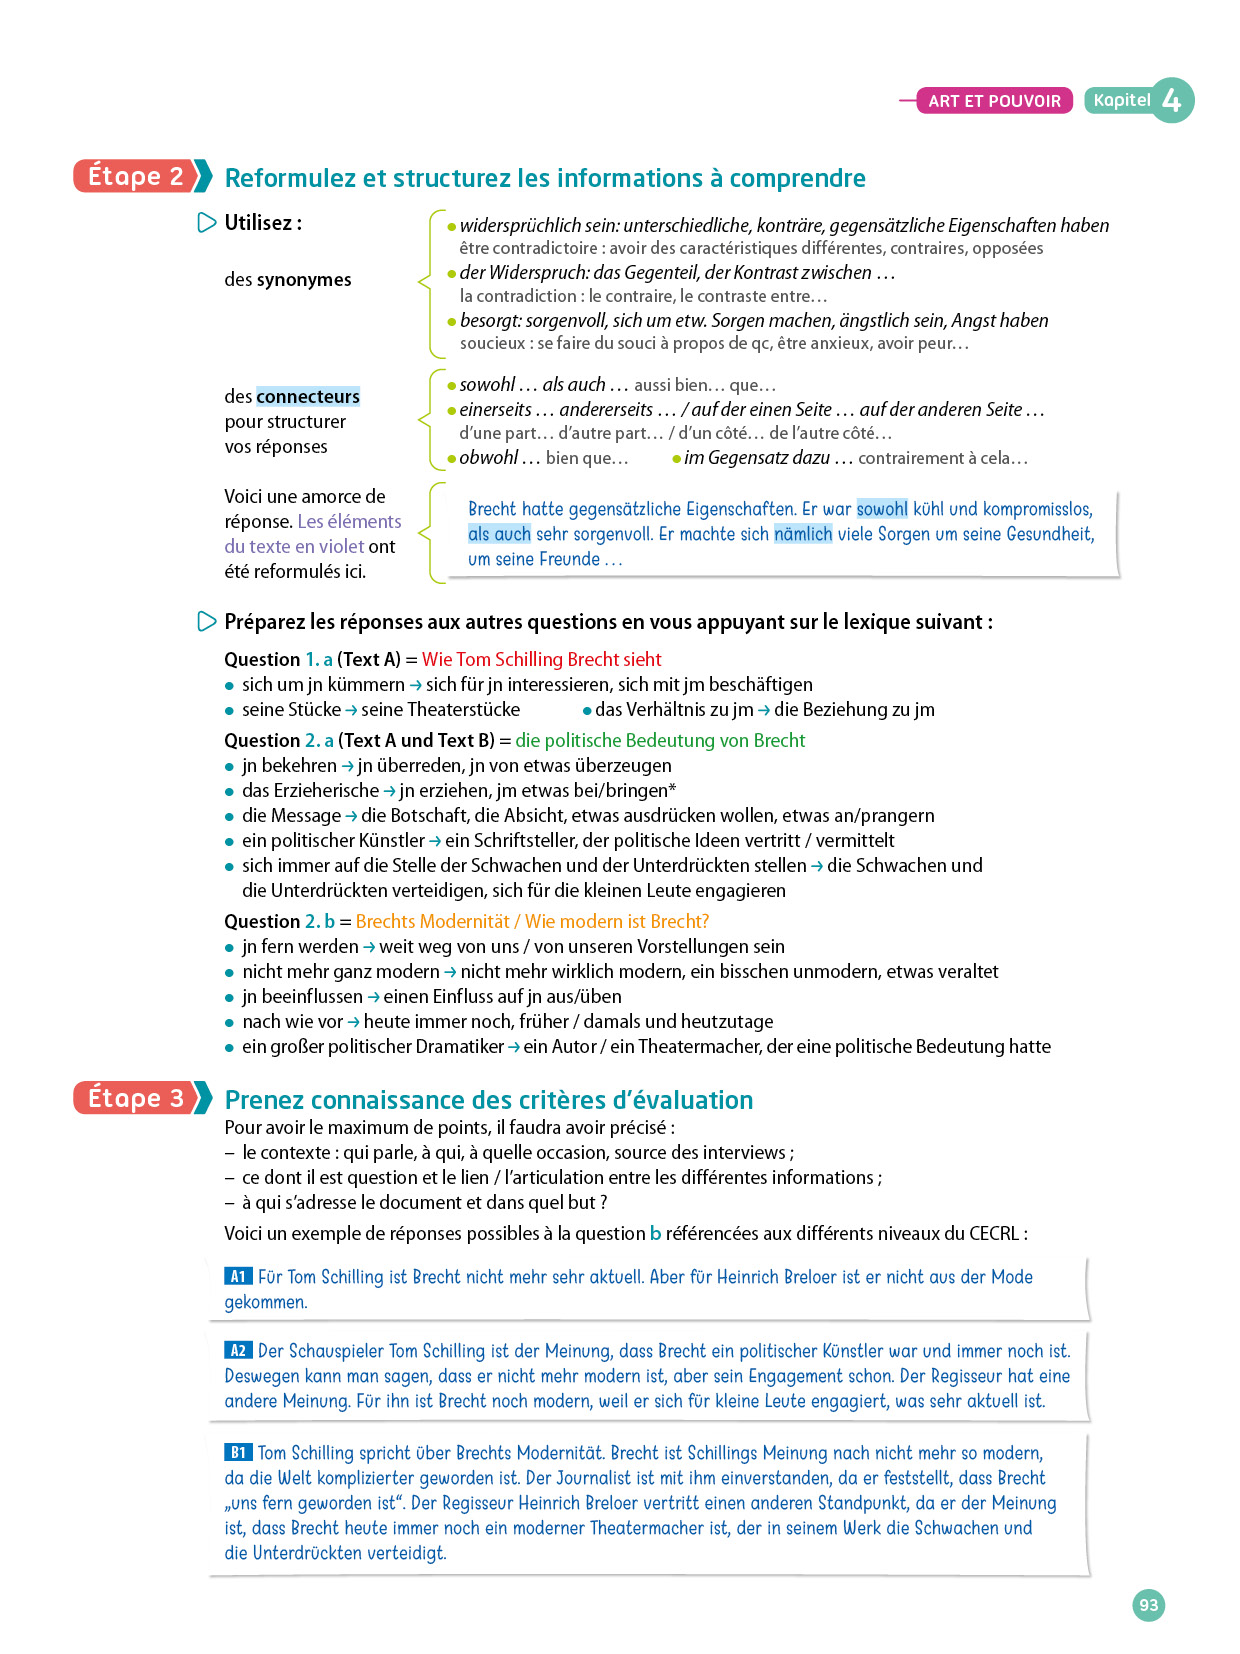 ART ET POUVOIR Kapitel 4
Étape 2 Reformulez et structurez les informations à comprendre
Utilisez :
des synonymes
• widersprüchlich sein: unterschiedliche, konträre, gegensätzliche Eigenschaften haben
être contradictoire : avoir des caractéristiques différentes, contraires, opposées
• der Widerspruch: das Gegenteil, der Kontrast zwischen …
la contradiction : le contraire, le contraste entre…
• besorgt: sorgenvoll, sich um etw. Sorgen machen, ängstlich sein, Angst haben
soucieux : se faire du souci à propos de qc, être anxieux, avoir peur…
des connecteurs
pour structurer
vos réponses
• sowohl … als auch … aussi bien… que…
• einerseits … andererseits … / auf der einen Seite … auf der anderen Seite …
d’une part… d’autre part… / d’un côté… de l’autre côté…
• obwohl … bien que… • im Gegensatz dazu … contrairement à cela…
Voici une amorce de
réponse. Les éléments
du texte en violet ont
été reformulés ici.
Brecht hatte gegensätzliche Eigenschaften. Er war sowohl kühl und kompromisslos,
als auch sehr sorgenvoll. Er machte sich nämlich viele Sorgen um seine Gesundheit,
um seine Freunde …
Préparez les réponses aux autres questions en vous appuyant sur le lexique suivant :
Question 1. a (Text A) = Wie Tom Schilling Brecht sieht
• sich um jn kümmern → sich für jn interessieren, sich mit jm beschäftigen
• seine Stücke → seine Theaterstücke • das Verhältnis zu jm → die Beziehung zu jm
Question 2. a (Text A und Text B) = die politische Bedeutung von Brecht
• jn bekehren → jn überreden, jn von etwas überzeugen
• das Erzieherische → jn erziehen, jm etwas bei/bringen*
• die Message → die Botschaft, die Absicht, etwas ausdrücken wollen, etwas an/prangern
• ein politischer Künstler → ein Schriftsteller, der politische Ideen vertritt / vermittelt
• sich immer auf die Stelle der Schwachen und der Unterdrückten stellen → die Schwachen und
die Unterdrückten verteidigen, sich für die kleinen Leute engagieren
Question 2. b = Brechts Modernität / Wie modern ist Brecht?
• jn fern werden → weit weg von uns / von unseren Vorstellungen sein
• nicht mehr ganz modern → nicht mehr wirklich modern, ein bisschen unmodern, etwas veraltet
• jn beeinflussen → einen Einfluss auf jn aus/üben
• nach wie vor → heute immer noch, früher / damals und heutzutage
• ein großer politischer Dramatiker → ein Autor / ein Theatermacher, der eine politische Bedeutung hatte
Étape 3 Prenez connaissance des critères d’évaluation
Pour avoir le maximum de points, il faudra avoir précisé :
– le contexte : qui parle, à qui, à quelle occasion, source des interviews ;
– ce dont il est question et le lien / l’articulation entre les différentes informations ;
– à qui s’adresse le document et dans quel but ?
Voici un exemple de réponses possibles à la question b référencées aux différents niveaux du CECRL :
A1 Für Tom Schilling ist Brecht nicht mehr sehr aktuell. Aber für Heinrich Breloer ist er nicht aus der Mode
gekommen.
A2 Der Schauspieler Tom Schilling ist der Meinung, dass Brecht ein politischer Künstler war und immer noch ist.
Deswegen kann man sagen, dass er nicht mehr modern ist, aber sein Engagement schon. Der Regisseur hat eine
andere Meinung. Für ihn ist Brecht noch modern, weil er sich für kleine Leute engagiert, was sehr aktuell ist.
B1 Tom Schilling spricht über Brechts Modernität. Brecht ist Schillings Meinung nach nicht mehr so modern,
da die Welt komplizierter geworden ist. Der Journalist ist mit ihm einverstanden, da er feststellt, dass Brecht
„uns fern geworden ist“. Der Regisseur Heinrich Breloer vertritt einen anderen Standpunkt, da er der Meinung
ist, dass Brecht heute immer noch ein moderner Theatermacher ist, der in seinem Werk die Schwachen und
die Unterdrückten verteidigt.
93